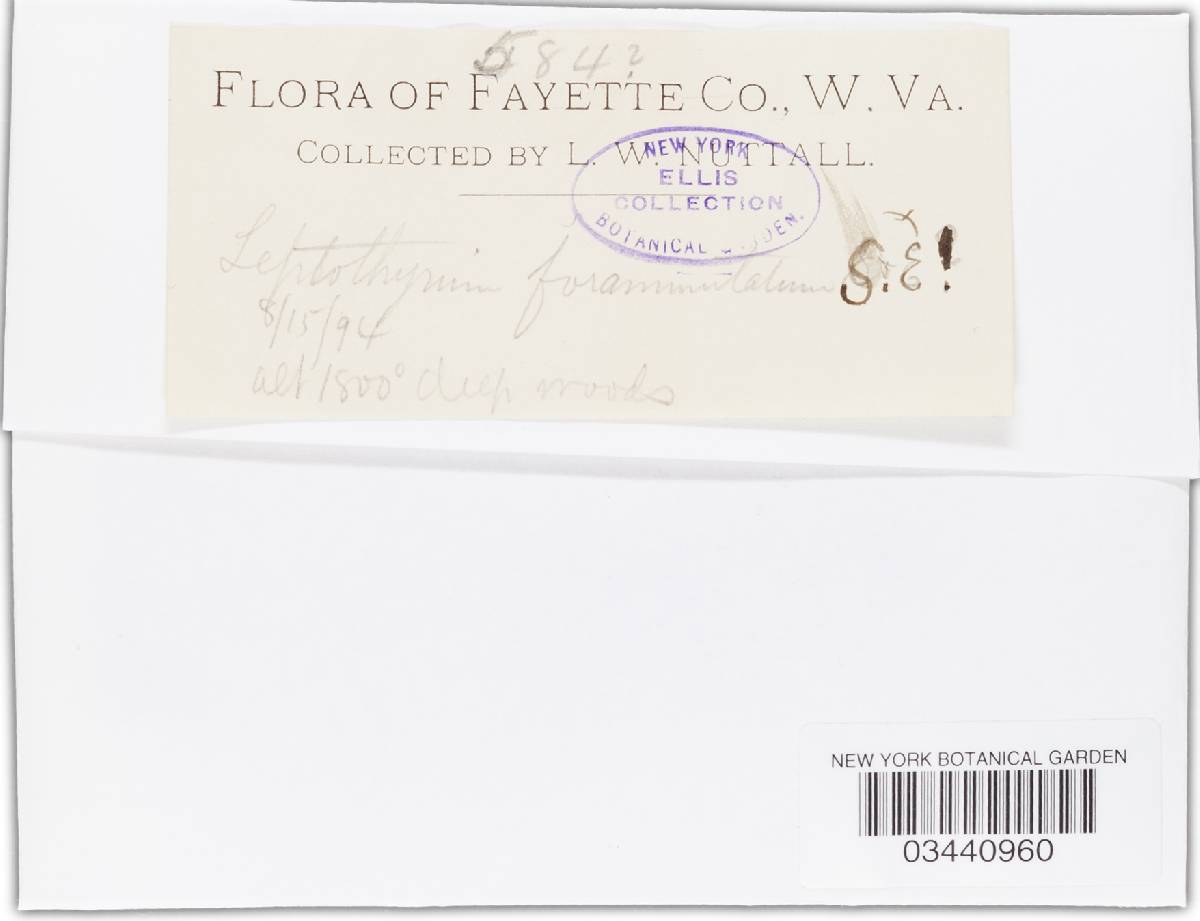 584?
FLORA OF FAYETTE CO., W. VA.
COLLECTED BY L. W. NUTTALL.
NEW YORK
ELLIS
COLLECTION
BOTANICAL GARDEN.
Leptothyrium foraminulatum S.E!
8/15/94
alt 1800° deep woods
NEW YORK BOTANICAL GARDEN
03440960